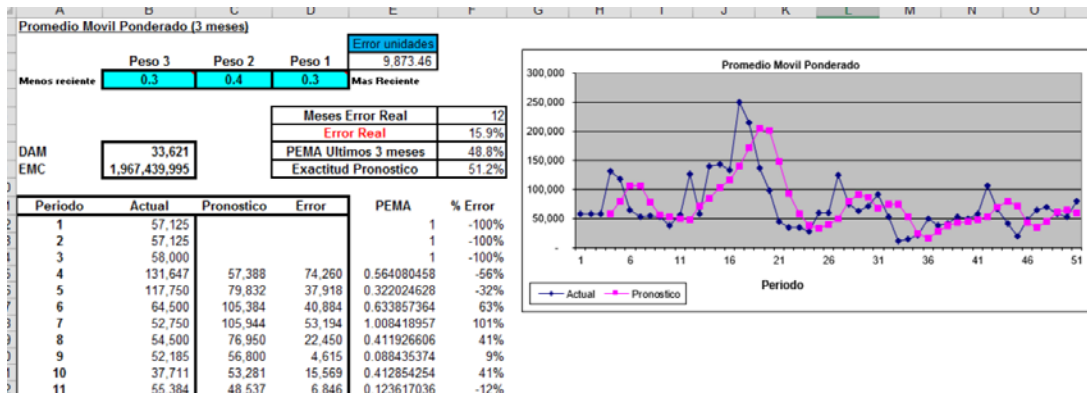 A B C D E F G H I J K L M N O
Promedio Movil Ponderado (3 meses)
Error unidades
Peso 3 Peso 2 Peso 1 9,873.46
Menos reciente 0.3 0.4 0.3 Mas Reciente
Meses Error Real 12
Error Real 15.9%
DAM 33,621 PEMA Ultimos 3 meses 48.8%
EMC 1,967,439,995 Exactitud Pronostico 51.2%
Periodo Actual Pronostico Error PEMA % Error
1 57,125 1 -100%
2 57,125 1 -100%
3 58,000 1 -100%
4 131,647 57,388 74,260 0.564080458 -56%
5 117,750 79,832 37,918 0.322024628 -32%
6 64,500 105,384 40,884 0.633857364 63%
7 52,750 105,944 53,194 1.008418957 101%
8 54,500 76,950 22,450 0.411926606 41%
9 52,185 56,800 4,615 0.088435374 9%
10 37,711 53,281 15,569 0.412854254 41%
11 55,384 48,537 6,846 0.123617036 -12%
Promedio Movil Ponderado
300,000
250,000
200,000
150,000
100,000
50,000
-
1 6 11 16 21 26 31 36 41 46 51
Periodo
Actual Pronostico